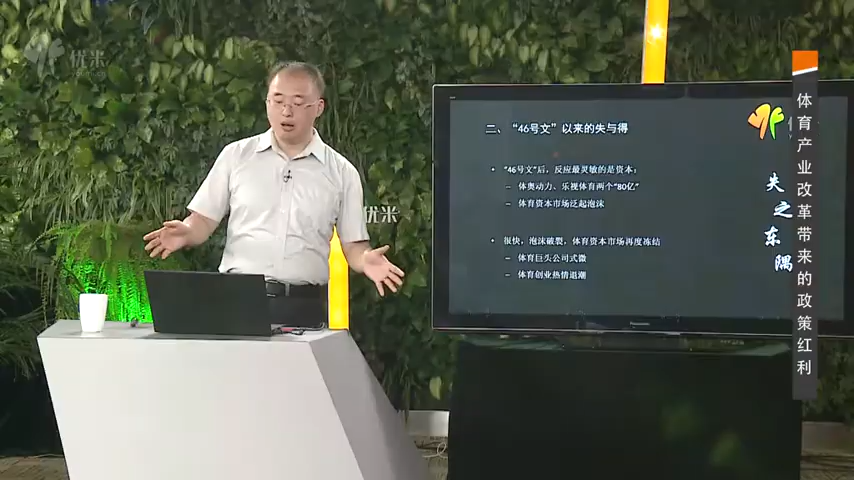 优米
二、“46号文”以来的失与得
• “46号文”后，反应最灵敏的是资本：
– 体奥动力、乐视体育两个“80亿”
– 体育资本市场泛起泡沫
• 很快，泡沫破裂，体育资本市场再度冻结
– 体育巨头公司式微
– 体育创业热情退潮
失之东隅
体育产业改革带来的政策红利
优米
Panasonic